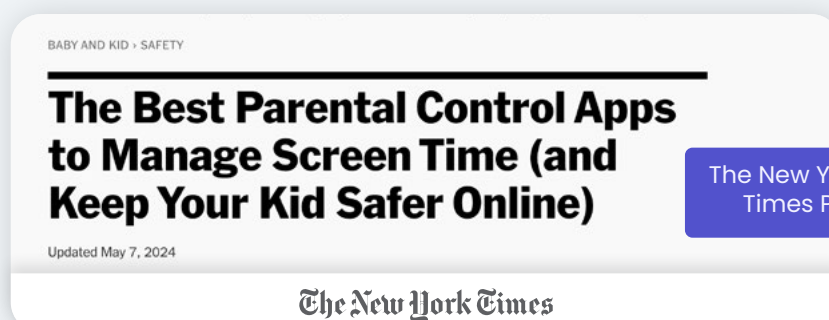 BABY AND KID › SAFETY
The Best Parental Control Apps
to Manage Screen Time (and
Keep Your Kid Safer Online)
The New Y
Times P
Updated May 7, 2024
The New York Times